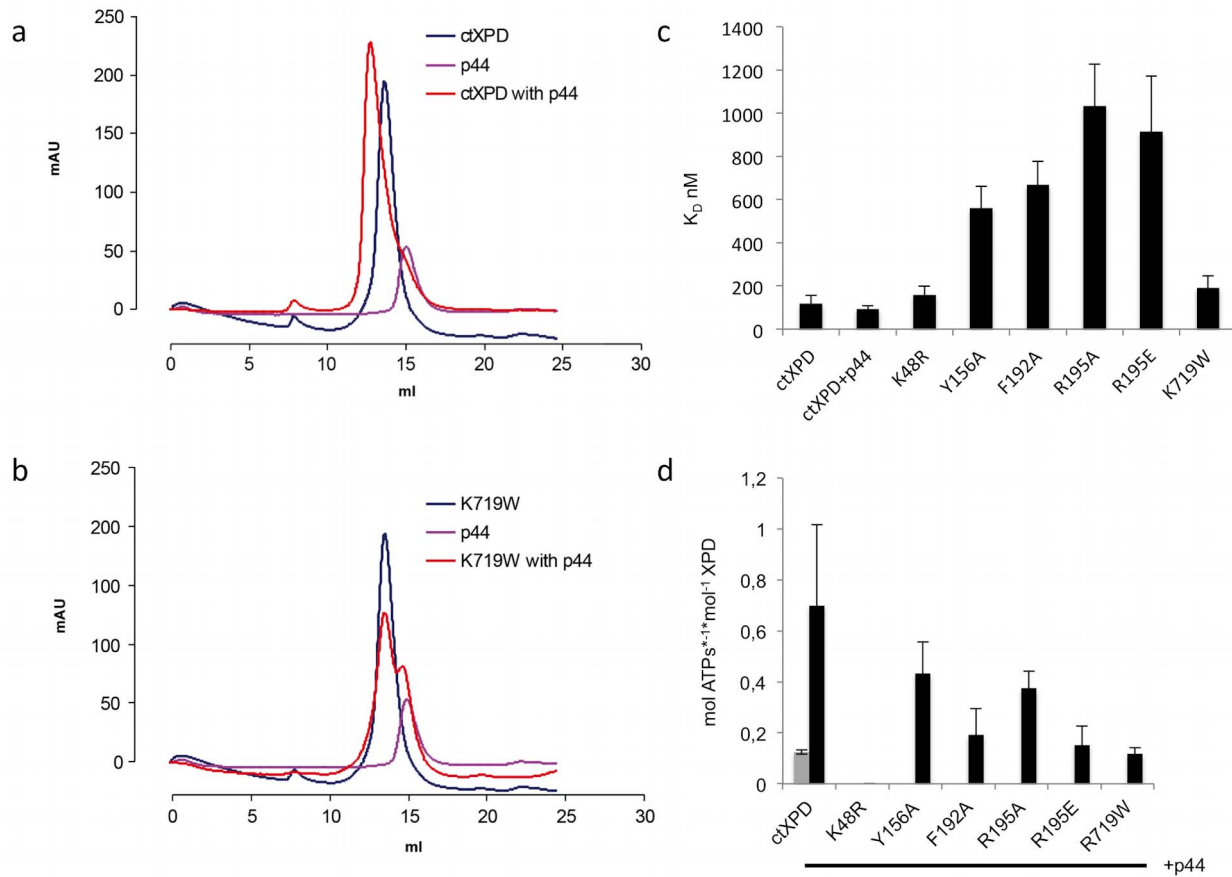 a
250
200
150
100
50
0
mAU
0 5 10 15 20 25 30
ml
ctXPD
p44
ctXPD with p44
b
250
200
100
100
50
0
mAU
0 5 10 15 20 25 30
ml
K719W
p44
K719W with p44
c
1400
1200
1000
800
600
400
200
0
KD nM
ctXPD
ctXPD+p44
K48R
Y156A
F192A
R195A
R195E
K719W
d
1,2
1
0,8
0,6
0,4
0,2
0
mol ATPs*-1*mol-1 XPD
ctXPD
K48R
Y156A
F192A
R195A
R195E
R719W
+p44